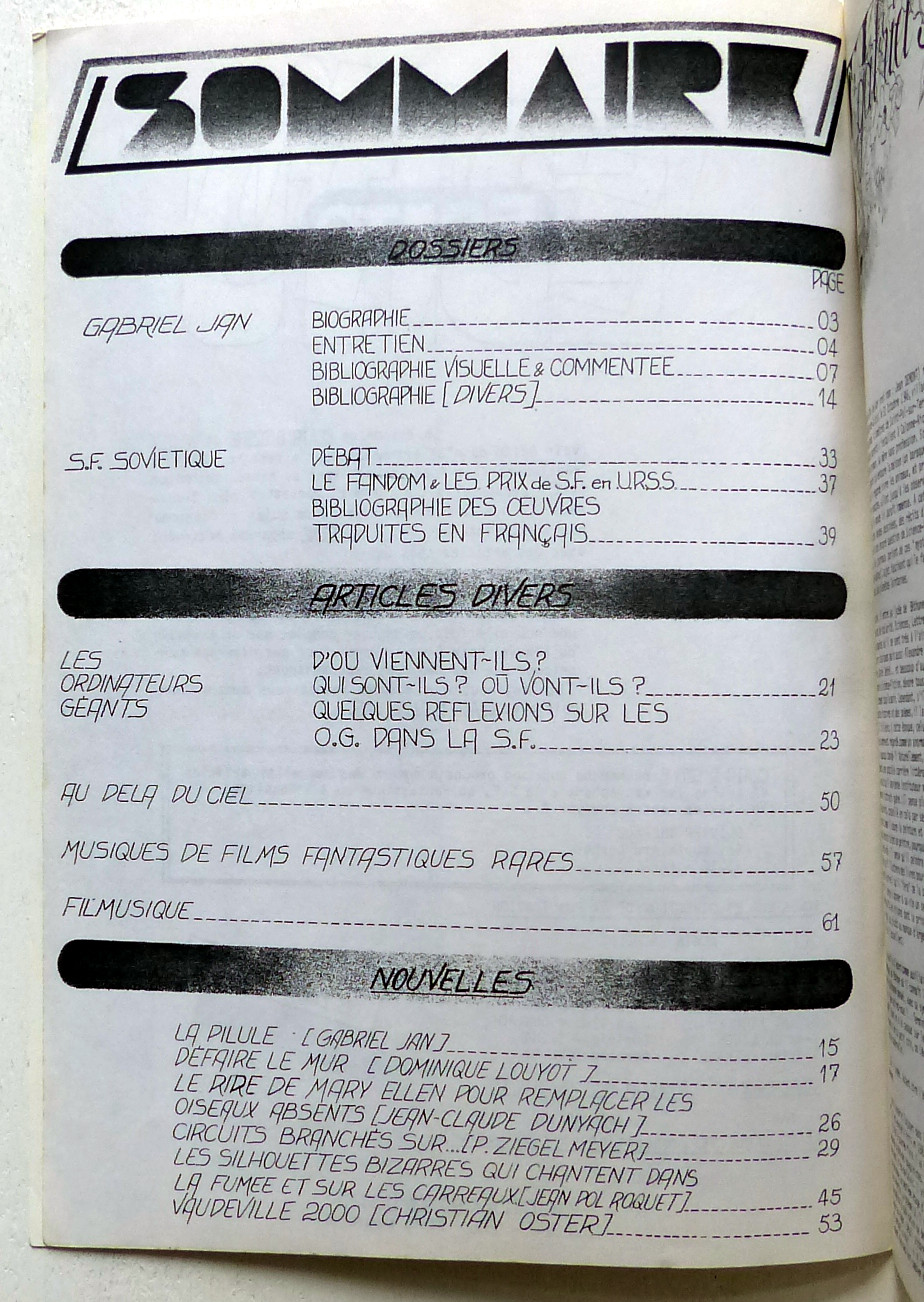 SOMMAIRE
DOSSIERS
PAGE
GABRIEL JAN
BIOGRAPHIE 03
ENTRETIEN 04
BIBLIOGRAPHIE VISUELLE & COMMENTEE 07
BIBLIOGRAPHIE [DIVERS] 14
S.F. SOVIETIQUE
DÉBAT 33
LE FANDOM & LES PRIX de S.F. en U.R.S.S. 37
BIBLIOGRAPHIE DES ŒUVRES
TRADUITES EN FRANÇAIS 39
ARTICLES DIVERS
LES
ORDINATEURS
GÉANTS
D'OÙ VIENNENT-ILS?
QUI SONT-ILS? OÙ VONT-ILS? 21
QUELQUES REFLEXIONS SUR LES
O.G. DANS LA S.F. 23
AU DELA DU CIEL 50
MUSIQUES DE FILMS FANTASTIQUES RARES 57
FILMUSIQUE 61
NOUVELLES
LA PILULE [GABRIEL JAN] 15
DÉFAIRE LE MUR [DOMINIQUE LOUYOT] 17
LE RIRE DE MARY ELLEN POUR REMPLACER LES
OISEAUX ABSENTS [JEAN-CLAUDE DUNYACH] 26
CIRCUITS BRANCHÉS SUR... [P. ZIEGEL MEYER] 29
LES SILHOUETTES BIZARRES QUI CHANTENT DANS
LA FUMEE ET SUR LES CARREAUX [JEAN POL ROQUET] 45
VAUDEVILLE 2000 [CHRISTIAN OSTER] 53